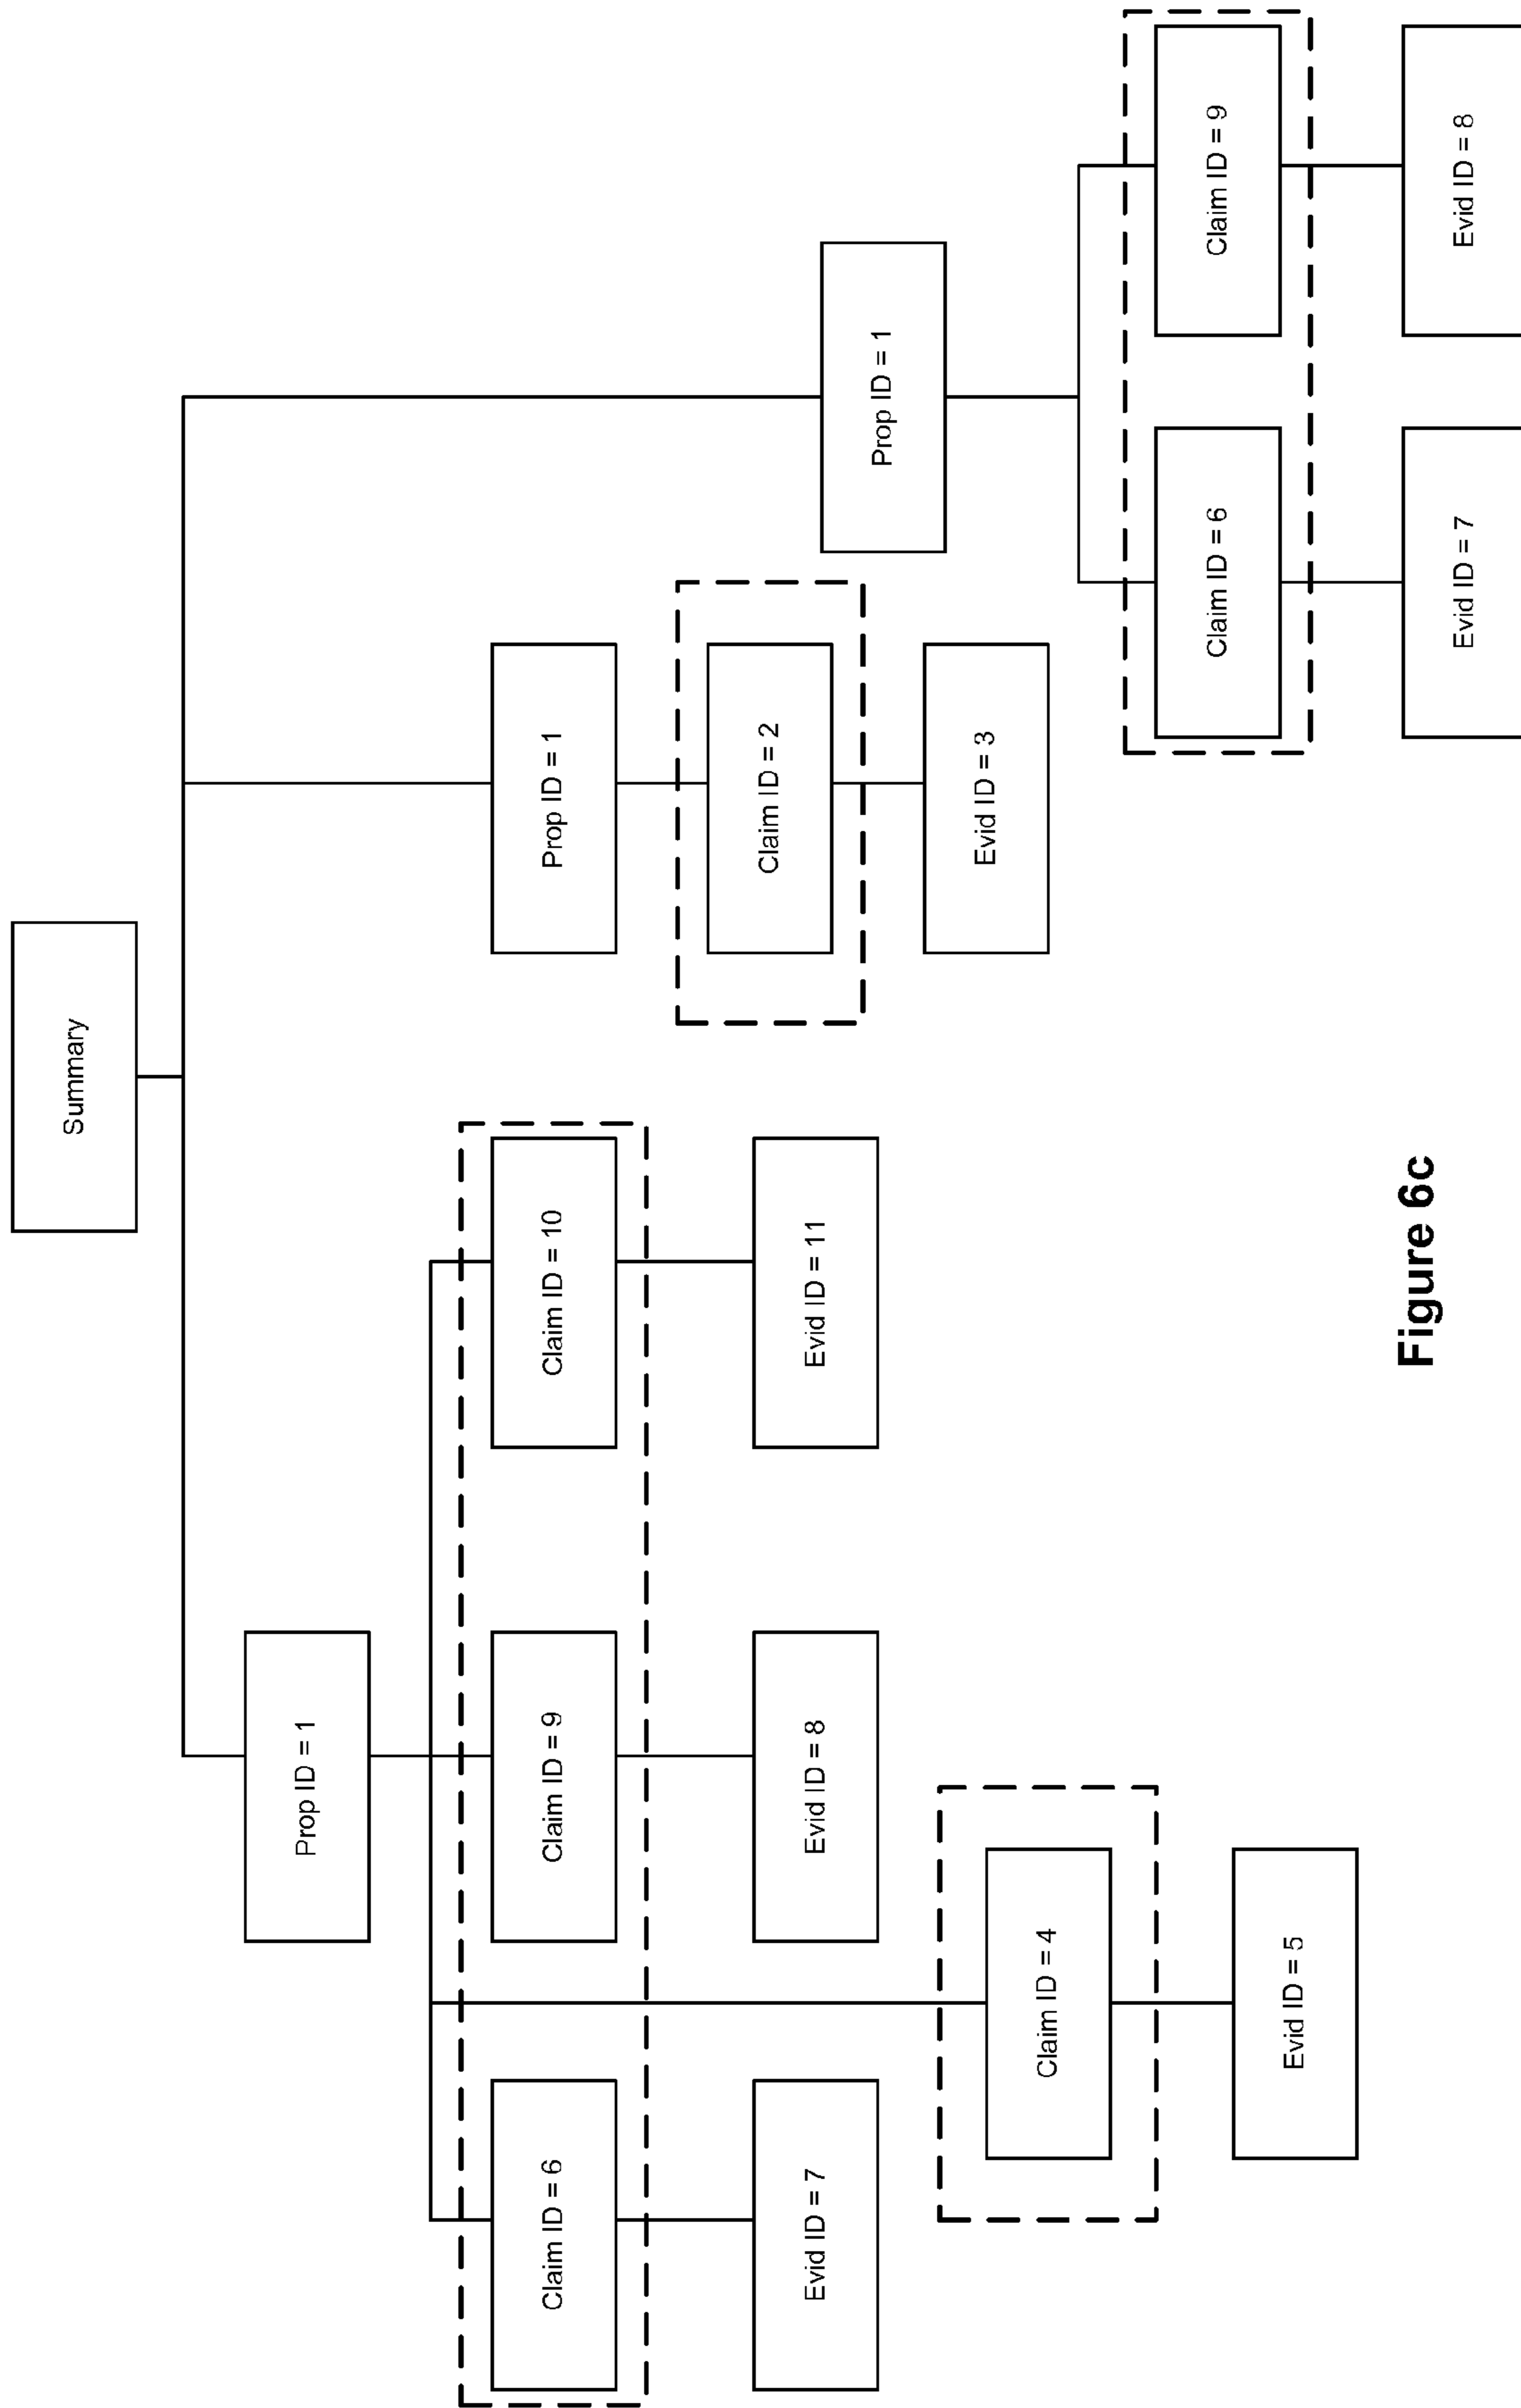 Summary
Prop ID = 1
Claim ID = 6
Claim ID = 9
Claim ID = 10
Evid ID = 7
Evid ID = 8
Evid ID = 11
Claim ID = 4
Evid ID = 5
Prop ID = 1
Claim ID = 2
Evid ID = 3
Prop ID = 1
Claim ID = 6
Claim ID = 9
Evid ID = 7
Evid ID = 8
Figure 6c